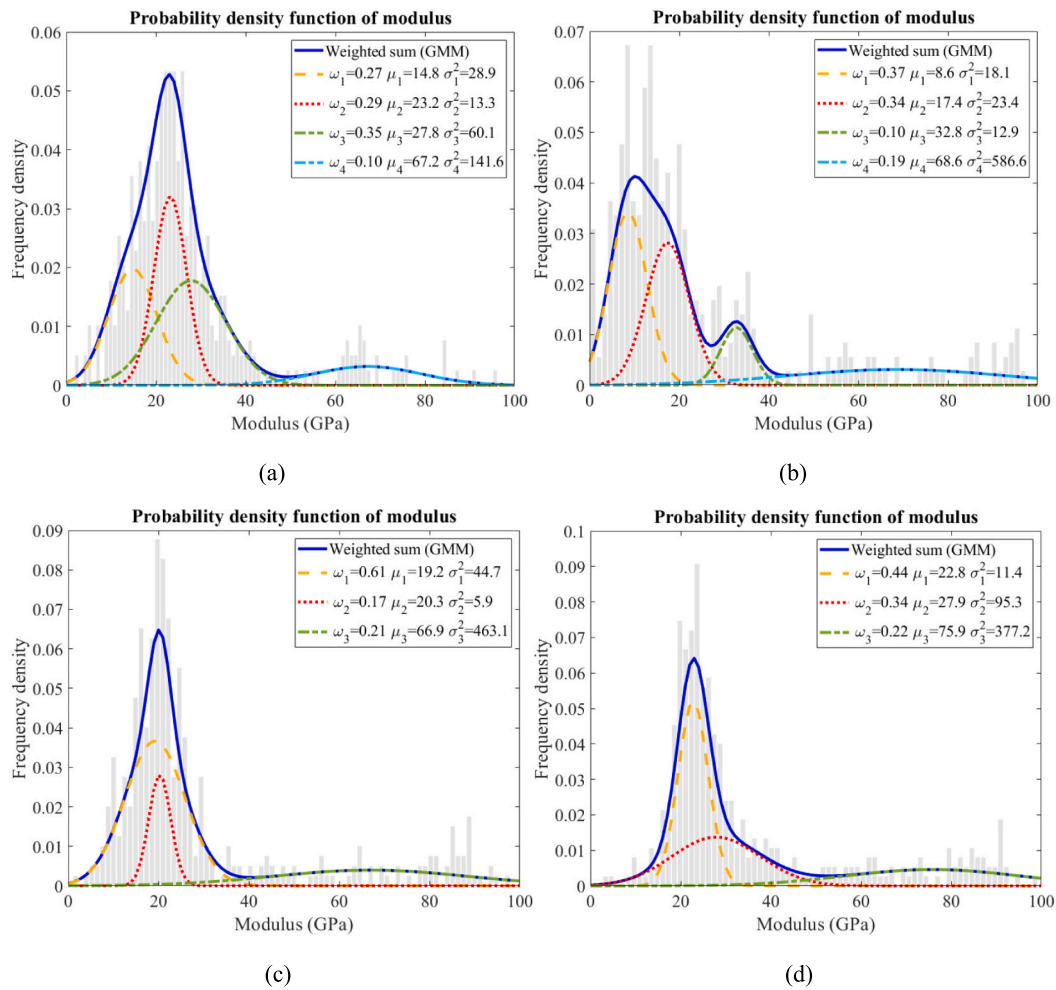 Probability density function of modulus
0.06
0.05
0.04
0.03
0.02
0.01
0
Frequency density
Weighted sum (GMM)
ω₁=0.27 μ₁=14.8 σ₁²=28.9
ω₂=0.29 μ₂=23.2 σ₂²=13.3
ω₃=0.35 μ₃=27.8 σ₃²=60.1
ω₄=0.10 μ₄=67.2 σ₄²=141.6
0 20 40 60 80 100
Modulus (GPa)
(a)
Probability density function of modulus
0.07
0.06
0.05
0.04
0.03
0.02
0.01
0
Frequency density
Weighted sum (GMM)
ω₁=0.37 μ₁=8.6 σ₁²=18.1
ω₂=0.34 μ₂=17.4 σ₂²=23.4
ω₃=0.10 μ₃=32.8 σ₃²=12.9
ω₄=0.19 μ₄=68.6 σ₄²=586.6
0 20 40 60 80 100
Modulus (GPa)
(b)
Probability density function of modulus
0.09
0.08
0.07
0.06
0.05
0.04
0.03
0.02
0.01
0
Frequency density
Weighted sum (GMM)
ω₁=0.61 μ₁=19.2 σ₁²=44.7
ω₂=0.17 μ₂=20.3 σ₂²=5.9
ω₃=0.21 μ₃=66.9 σ₃²=463.1
0 20 40 60 80 100
Modulus (GPa)
(c)
Probability density function of modulus
0.1
0.09
0.08
0.07
0.06
0.05
0.04
0.03
0.02
0.01
0
Frequency density
Weighted sum (GMM)
ω₁=0.44 μ₁=22.8 σ₁²=11.4
ω₂=0.34 μ₂=27.9 σ₂²=95.3
ω₃=0.22 μ₃=75.9 σ₃²=377.2
0 20 40 60 80 100
Modulus (GPa)
(d)